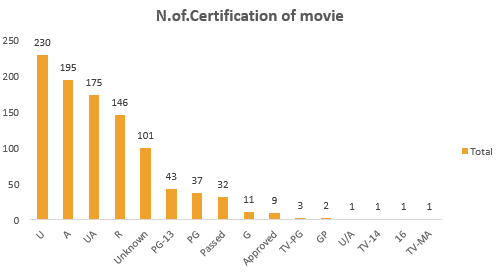 N.of.Certification of movie
250
200
150
100
50
0
230
195
175
146
101
43
37
32
11
9
3
2
1
1
1
1
U
A
UA
R
Unknown
PG-13
PG
Passed
G
Approved
TV-PG
GP
U/A
TV-14
16
TV-MA
Total